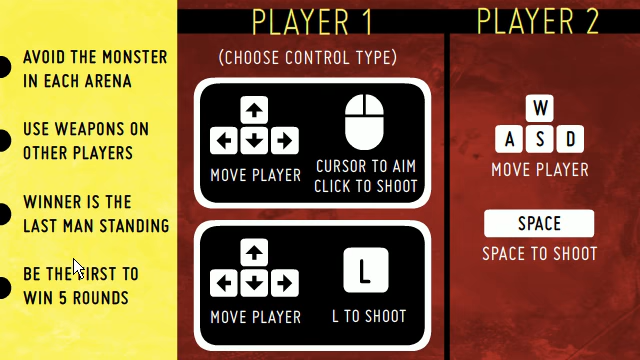 AVOID THE MONSTER
IN EACH ARENA
USE WEAPONS ON
OTHER PLAYERS
WINNER IS THE
LAST MAN STANDING
BE THE FIRST TO
WIN 5 ROUNDS
PLAYER 1
(CHOOSE CONTROL TYPE)
MOVE PLAYER
CURSOR TO AIM
CLICK TO SHOOT
L
MOVE PLAYER
L TO SHOOT
PLAYER 2
W
A S D
MOVE PLAYER
SPACE
SPACE TO SHOOT